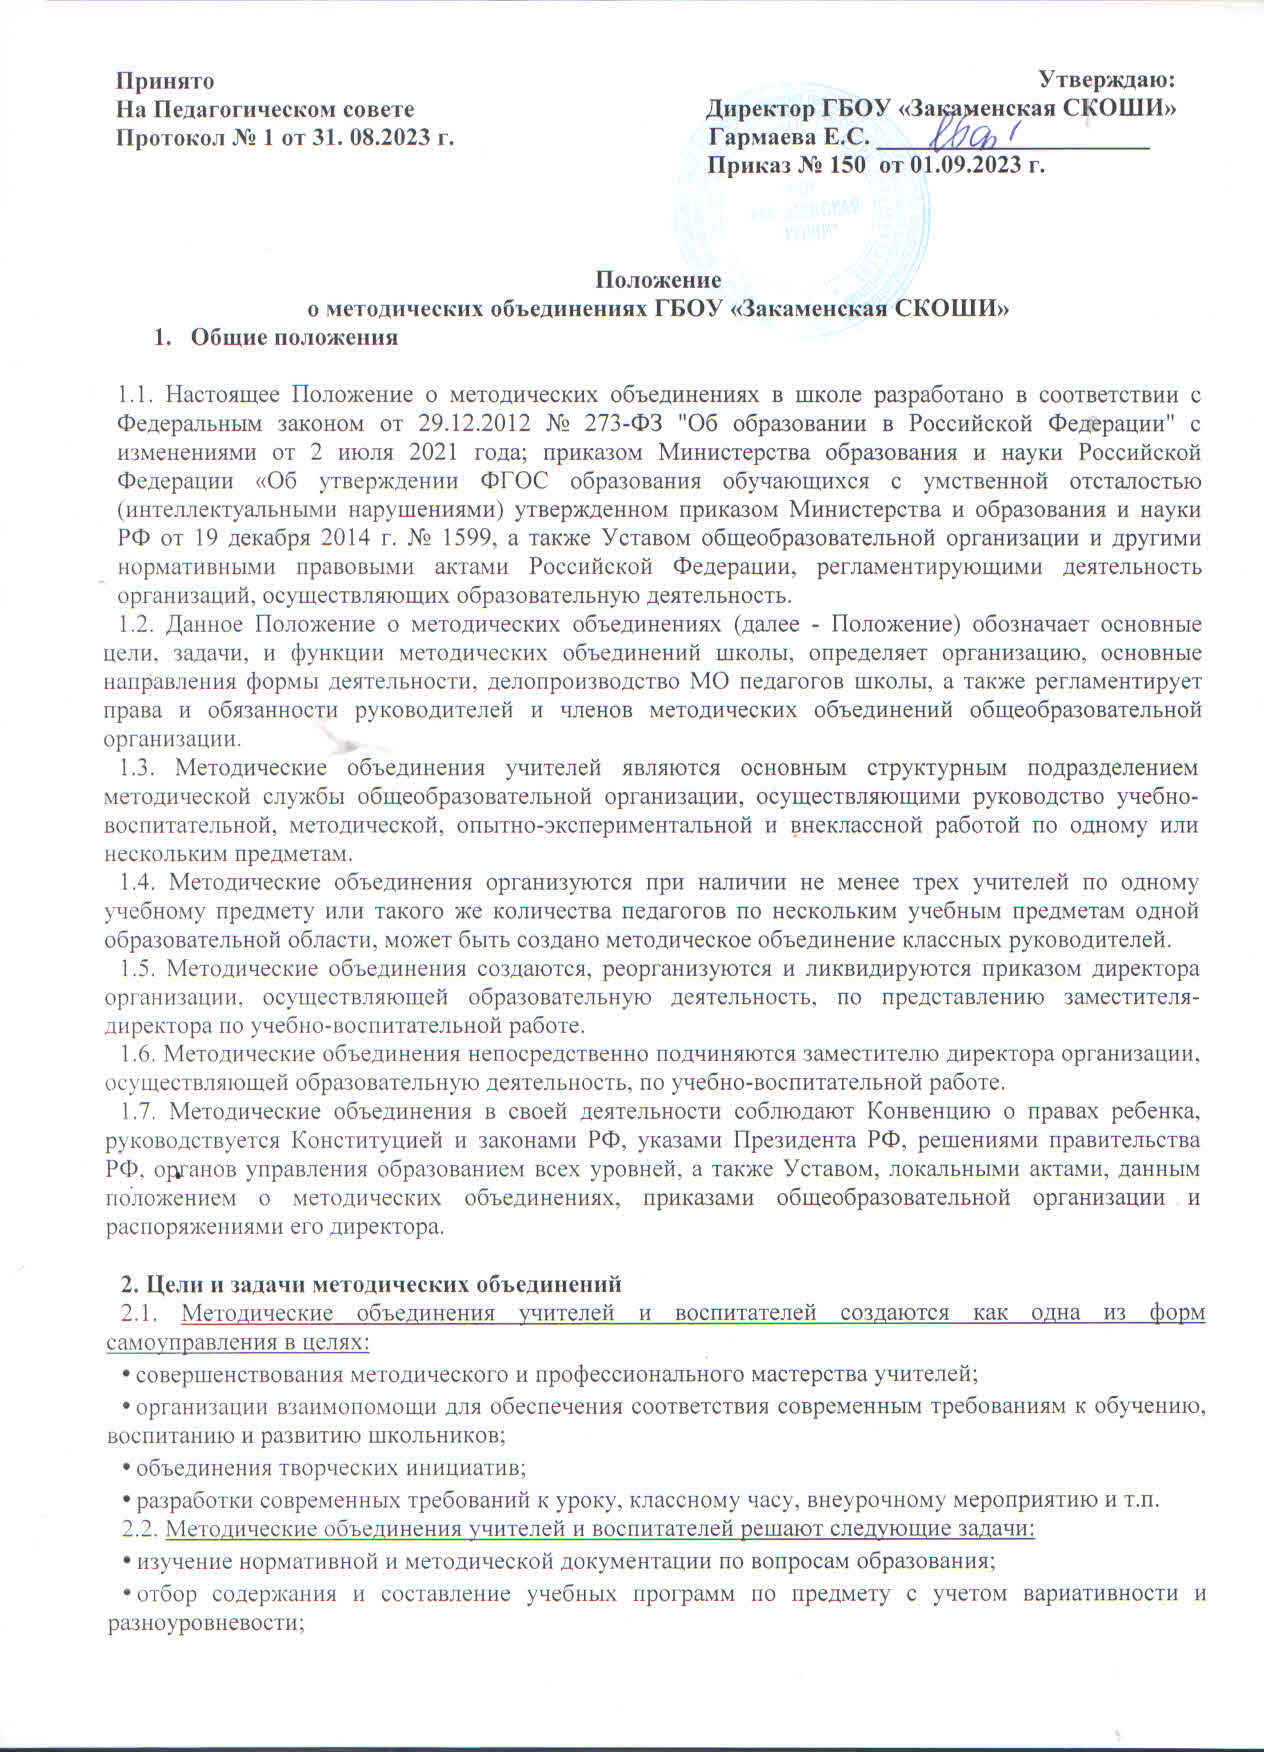 Принято Утверждаю:
На Педагогическом совете Директор ГБОУ «Закаменская СКОШИ»
Протокол № 1 от 31. 08.2023 г. Гармаева Е.С. ____________________
Приказ № 150 от 01.09.2023 г.
Положение
о методических объединениях ГБОУ «Закаменская СКОШИ»
1. Общие положения
1.1. Настоящее Положение о методических объединениях в школе разработано в соответствии с
Федеральным законом от 29.12.2012 № 273-ФЗ "Об образовании в Российской Федерации" с
изменениями от 2 июля 2021 года; приказом Министерства образования и науки Российской
Федерации «Об утверждении ФГОС образования обучающихся с умственной отсталостью
(интеллектуальными нарушениями) утвержденном приказом Министерства и образования и науки
РФ от 19 декабря 2014 г. № 1599, а также Уставом общеобразовательной организации и другими
нормативными правовыми актами Российской Федерации, регламентирующими деятельность
организаций, осуществляющих образовательную деятельность.
1.2. Данное Положение о методических объединениях (далее - Положение) обозначает основные
цели, задачи, и функции методических объединений школы, определяет организацию, основные
направления формы деятельности, делопроизводство МО педагогов школы, а также регламентирует
права и обязанности руководителей и членов методических объединений общеобразовательной
организации.
1.3. Методические объединения учителей являются основным структурным подразделением
методической службы общеобразовательной организации, осуществляющими руководство учебно-
воспитательной, методической, опытно-экспериментальной и внеклассной работой по одному или
нескольким предметам.
1.4. Методические объединения организуются при наличии не менее трех учителей по одному
учебному предмету или такого же количества педагогов по нескольким учебным предметам одной
образовательной области, может быть создано методическое объединение классных руководителей.
1.5. Методические объединения создаются, реорганизуются и ликвидируются приказом директора
организации, осуществляющей образовательную деятельность, по представлению заместителя-
директора по учебно-воспитательной работе.
1.6. Методические объединения непосредственно подчиняются заместителю директора организации,
осуществляющей образовательную деятельность, по учебно-воспитательной работе.
1.7. Методические объединения в своей деятельности соблюдают Конвенцию о правах ребенка,
руководствуется Конституцией и законами РФ, указами Президента РФ, решениями правительства
РФ, органов управления образованием всех уровней, а также Уставом, локальными актами, данным
положением о методических объединениях, приказами общеобразовательной организации и
распоряжениями его директора.
2. Цели и задачи методических объединений
2.1. Методические объединения учителей и воспитателей создаются как одна из форм
самоуправления в целях:
• совершенствования методического и профессионального мастерства учителей;
• организации взаимопомощи для обеспечения соответствия современным требованиям к обучению,
воспитанию и развитию школьников;
• объединения творческих инициатив;
• разработки современных требований к уроку, классному часу, внеурочному мероприятию и т.п.
2.2. Методические объединения учителей и воспитателей решают следующие задачи:
• изучение нормативной и методической документации по вопросам образования;
• отбор содержания и составление учебных программ по предмету с учетом вариативности и
разноуровневости;